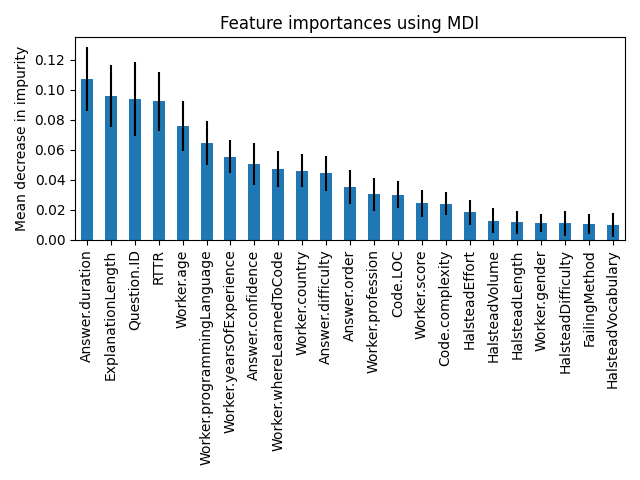 Feature importances using MDI
Mean decrease in impurity
0.12
0.10
0.08
0.06
0.04
0.02
0.00
Answer.duration
ExplanationLength
Question.ID
RTTR
Worker.age
Worker.programmingLanguage
Worker.yearsOfExperience
Answer.confidence
Worker.whereLearnedToCode
Worker.country
Answer.difficulty
Answer.order
Worker.profession
Code.LOC
Worker.score
Code.complexity
HalsteadEffort
HalsteadVolume
HalsteadLength
Worker.gender
HalsteadDifficulty
FailingMethod
HalsteadVocabulary